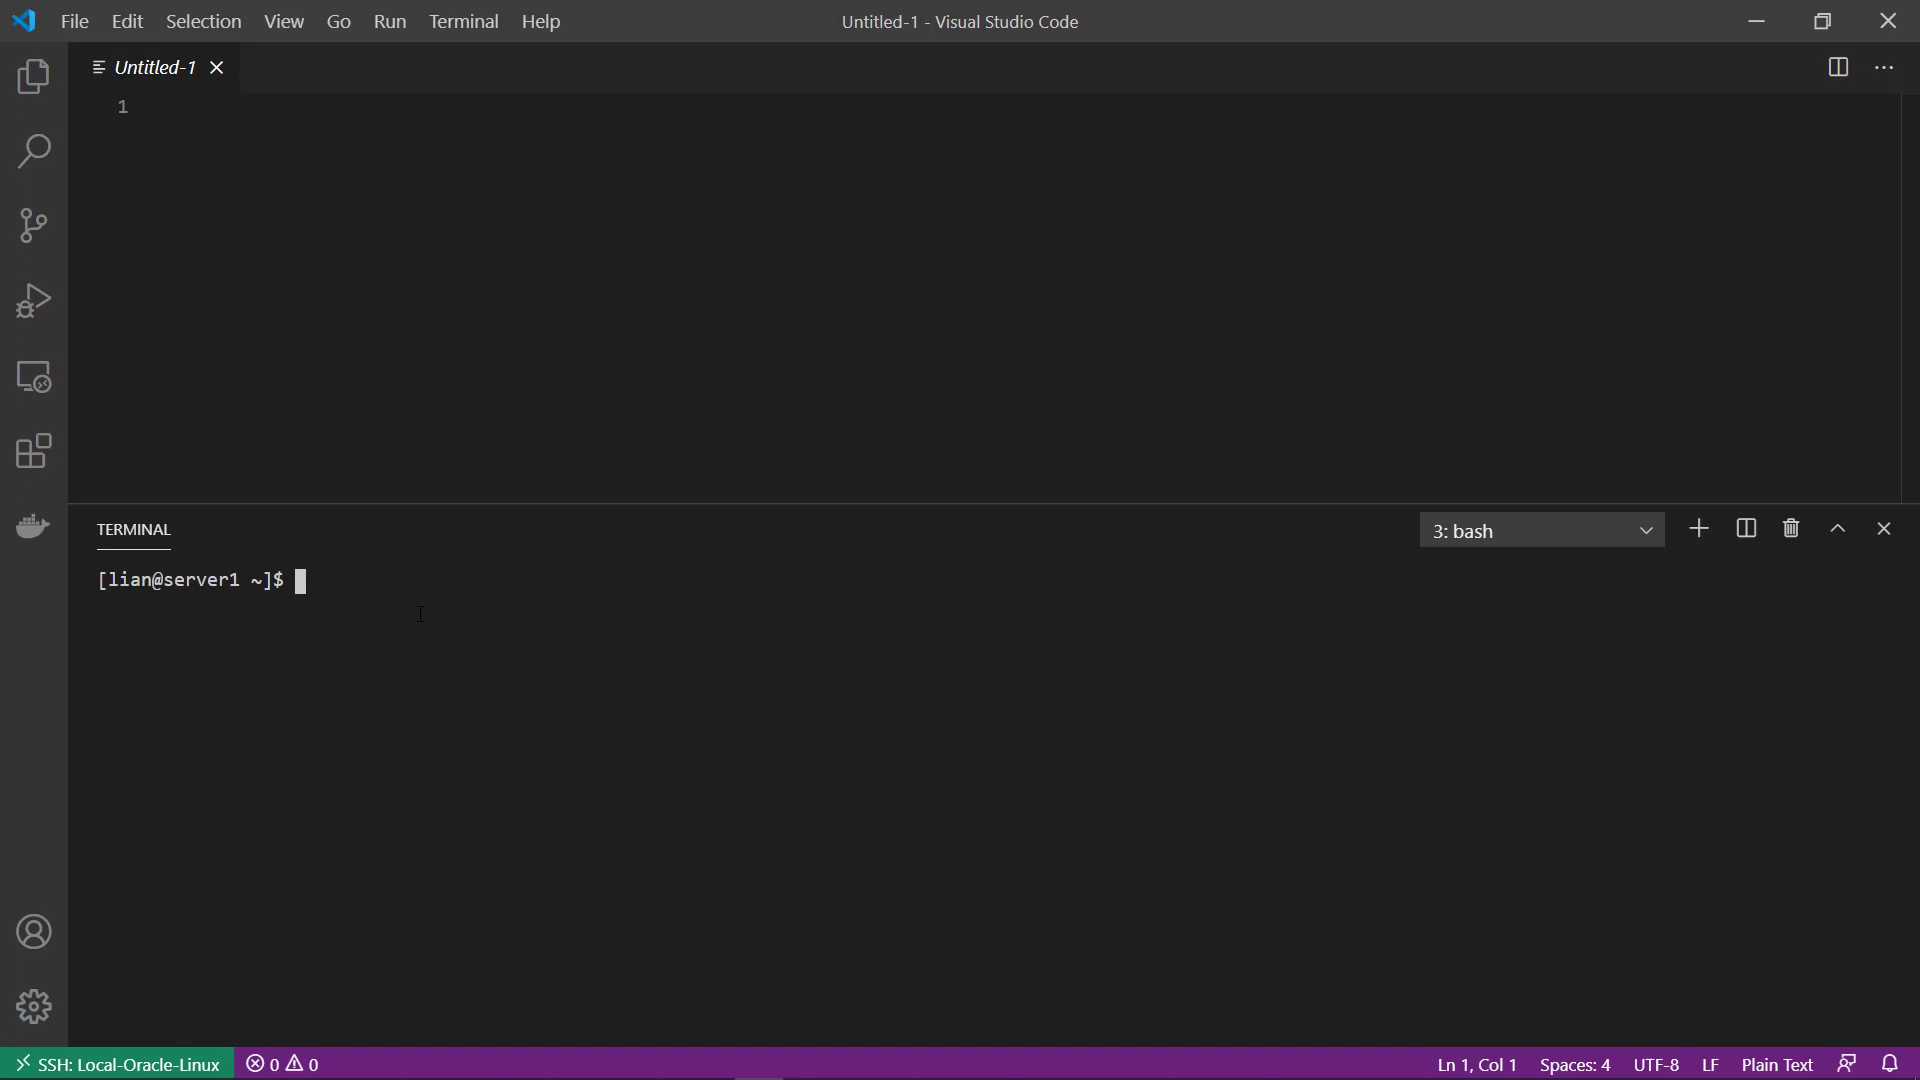 File Edit Selection View Go Run Terminal Help
Untitled-1 - Visual Studio Code
Untitled-1
1
TERMINAL
3: bash
[lian@server1 ~]$
SSH: Local-Oracle-Linux 0 0 Ln 1, Col 1 Spaces: 4 UTF-8 LF Plain Text